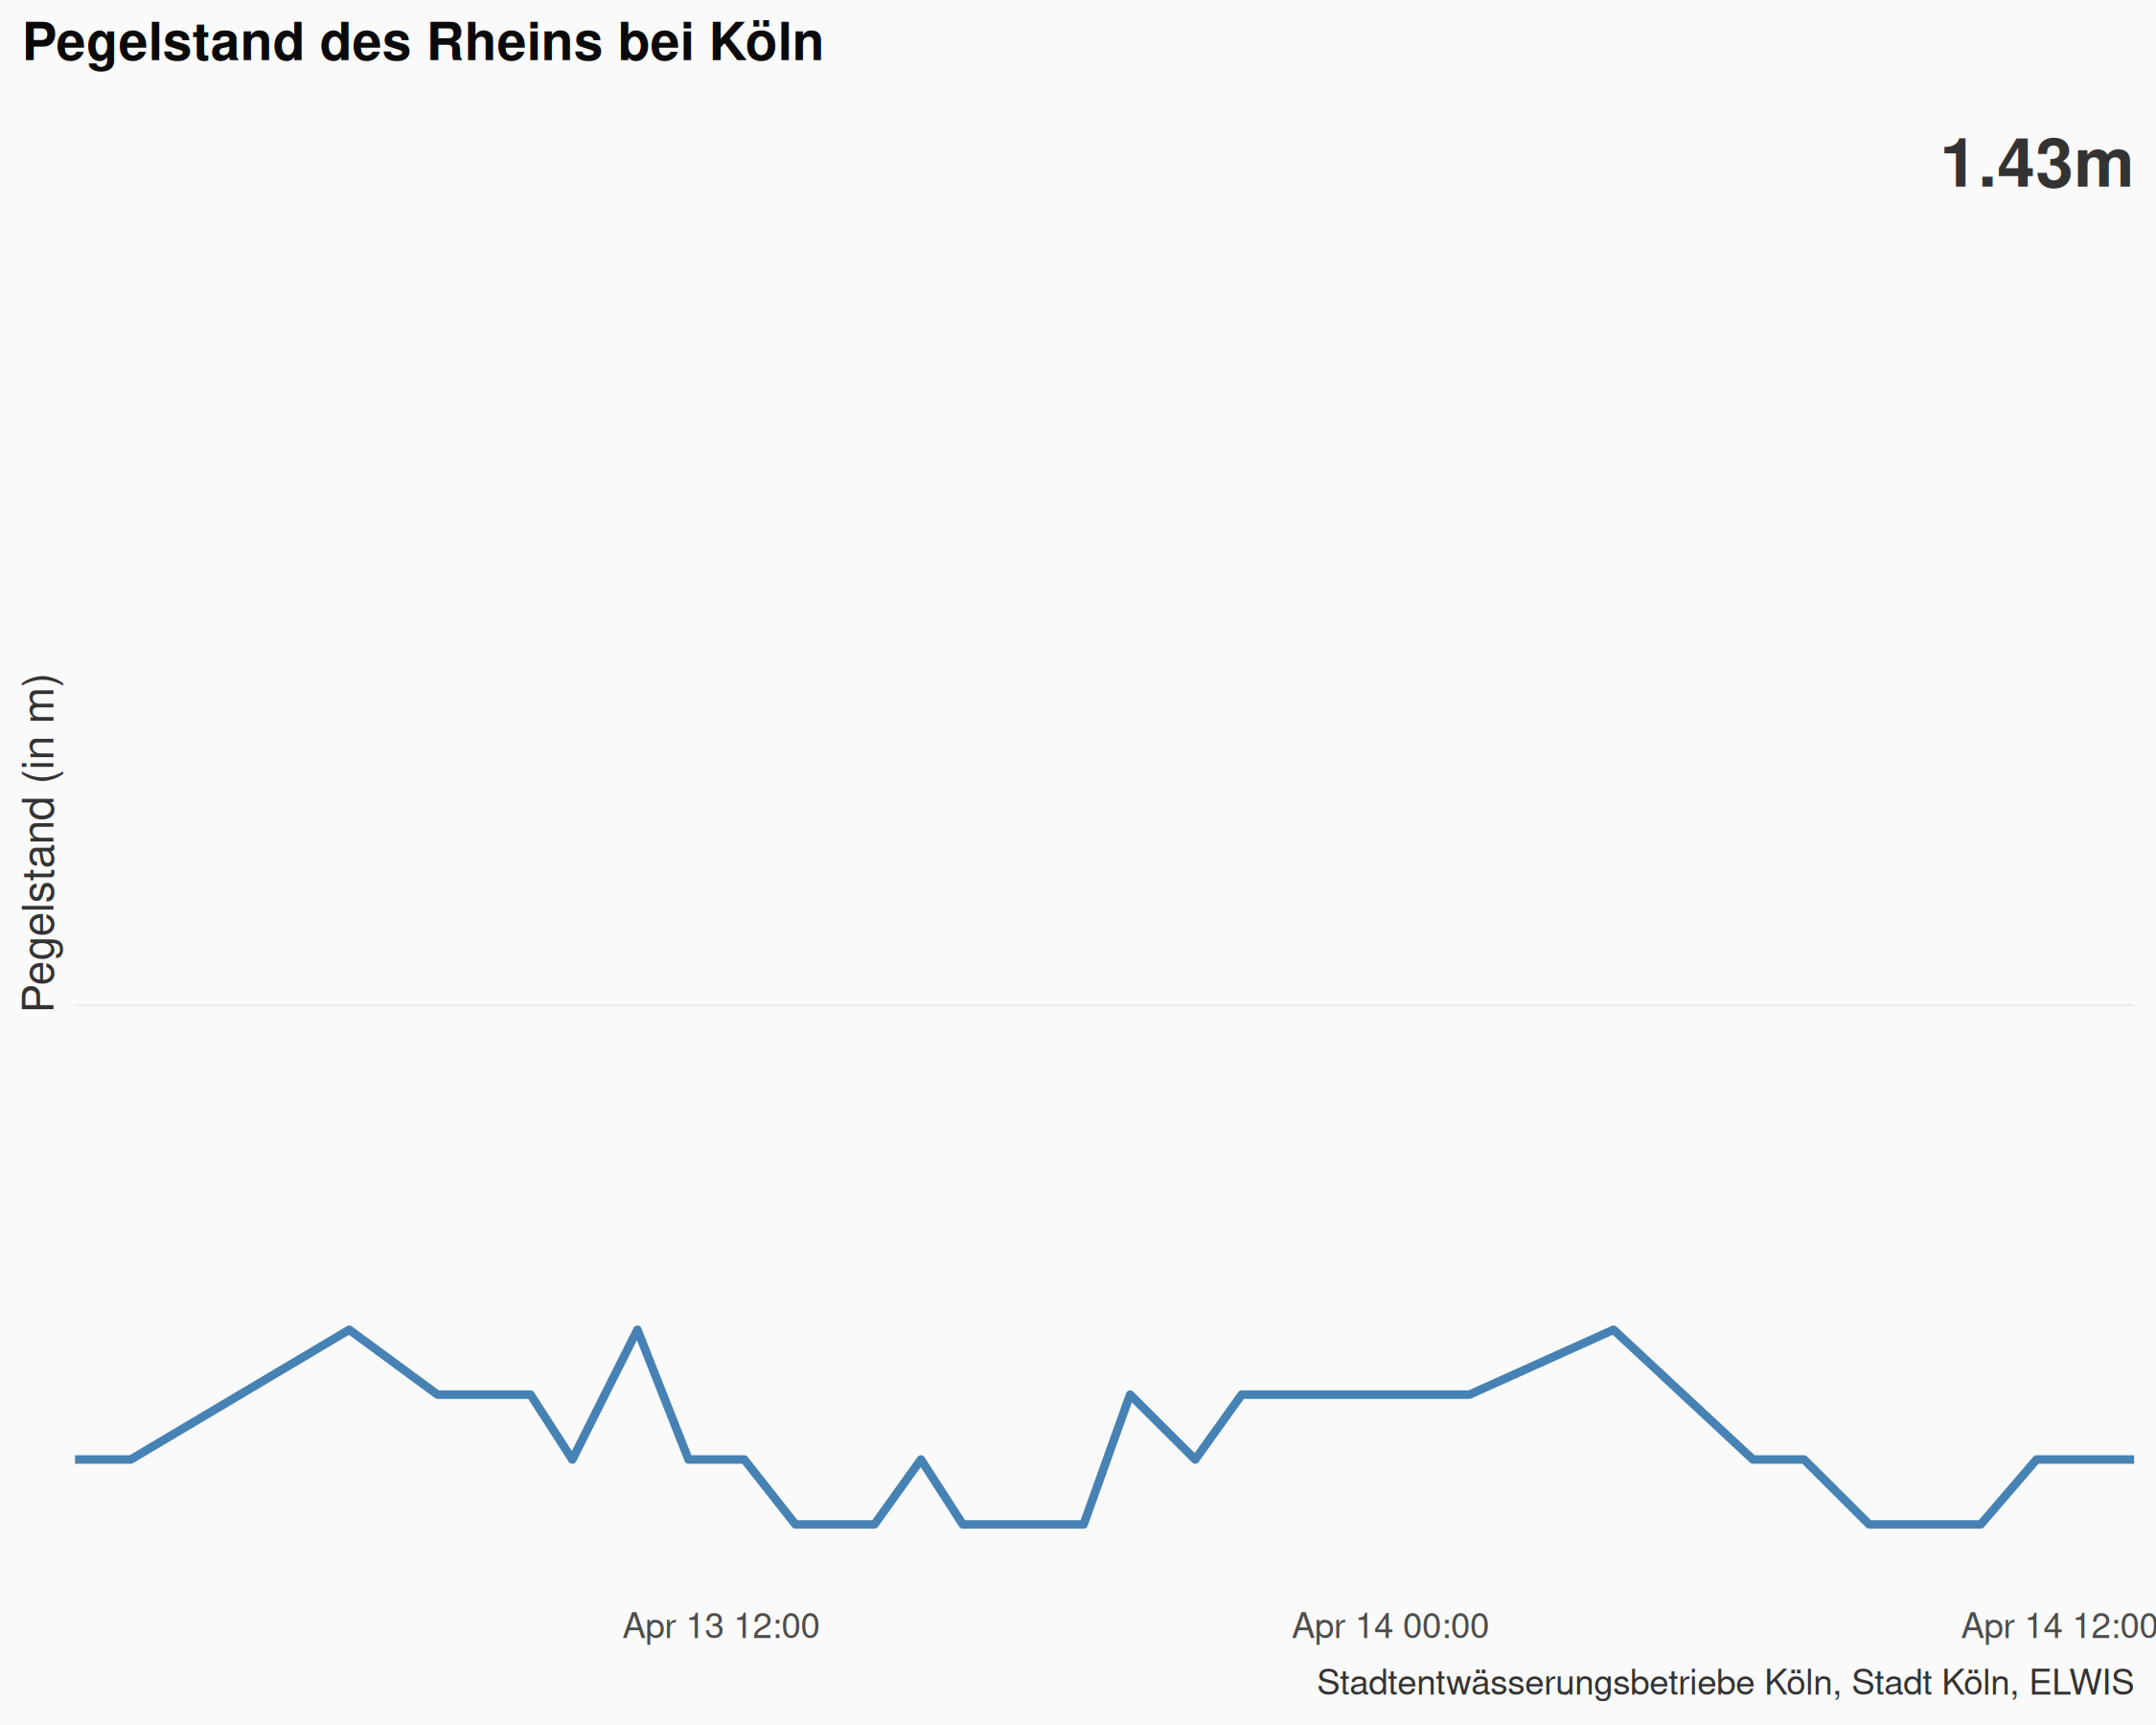 Pegelstand des Rheins bei Köln
1.43m
Pegelstand (in m)
Apr 13 12:00
Apr 14 00:00
Apr 14 12:00
Stadtentwässerungsbetriebe Köln, Stadt Köln, ELWIS